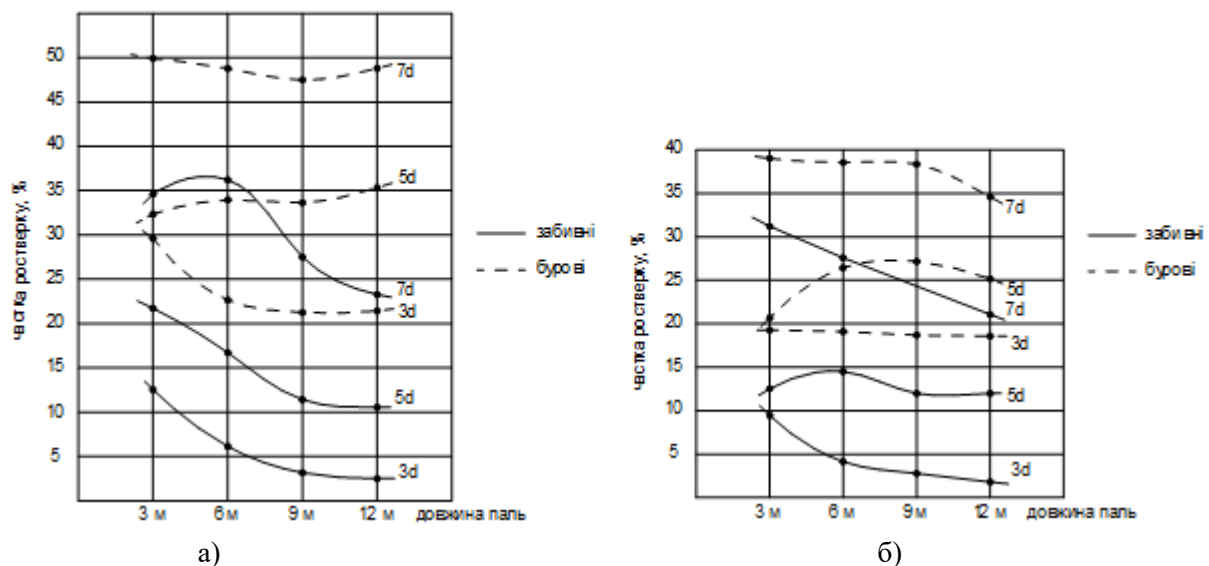 частка ростверку, %
50
45
40
35
30
25
20
15
10
5
7d
5d
7d
3d
5d
3d
забивні
бурові
3 м 6 м 9 м 12 м довжина паль
а)
частка ростверку, %
40
35
30
25
20
15
10
5
7d
5d
7d
3d
5d
3d
забивні
бурові
3 м 6 м 9 м 12 м довжина паль
б)